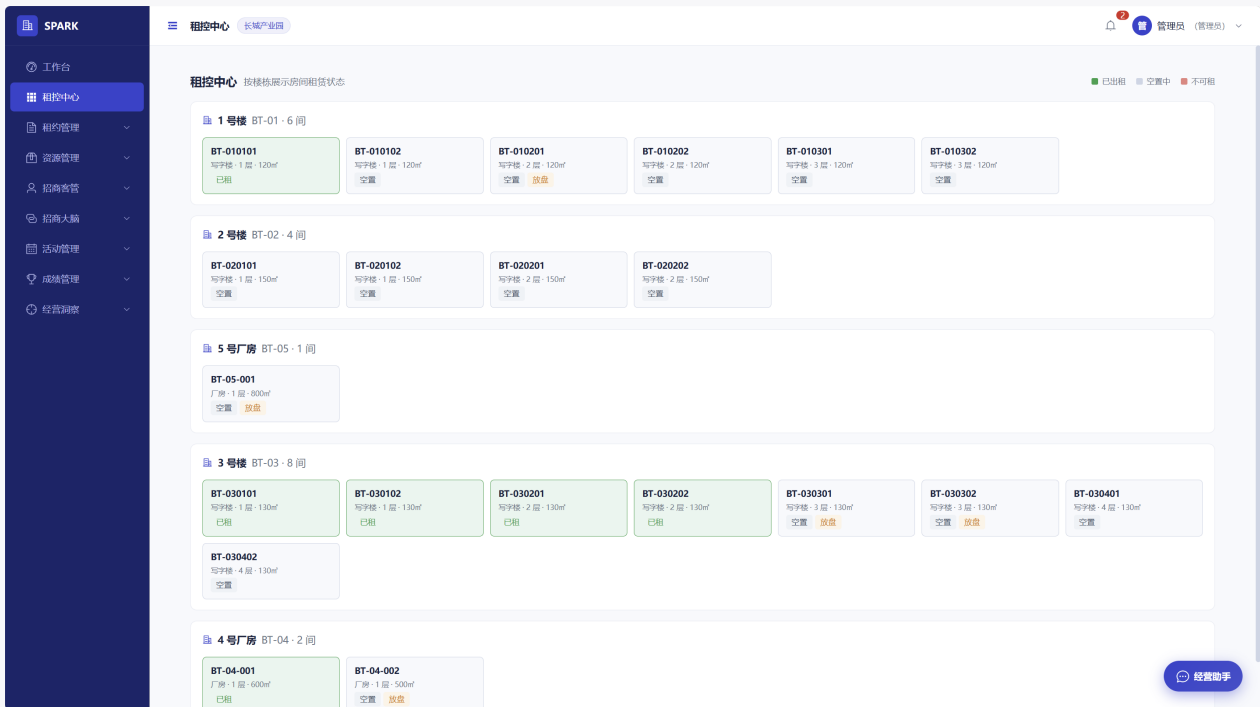 SPARK
租控中心 长城产业园
2
管 管理员 (管理员)
工作台
租控中心
租约管理
资源管理
招商客管
招商大脑
活动管理
成绩管理
经营洞察
租控中心 按楼栋展示房间租赁状态
已出租 空置中 不可租
1 号楼 BT-01 · 6 间
BT-010101
写字楼 · 1 层 · 120㎡
已租
BT-010102
写字楼 · 1 层 · 120㎡
空置
BT-010201
写字楼 · 2 层 · 120㎡
空置 放盘
BT-010202
写字楼 · 2 层 · 120㎡
空置
BT-010301
写字楼 · 3 层 · 120㎡
空置
BT-010302
写字楼 · 3 层 · 120㎡
空置
2 号楼 BT-02 · 4 间
BT-020101
写字楼 · 1 层 · 150㎡
空置
BT-020102
写字楼 · 1 层 · 150㎡
空置
BT-020201
写字楼 · 2 层 · 150㎡
空置
BT-020202
写字楼 · 2 层 · 150㎡
空置
5 号厂房 BT-05 · 1 间
BT-05-001
厂房 · 1 层 · 800㎡
空置 放盘
3 号楼 BT-03 · 8 间
BT-030101
写字楼 · 1 层 · 130㎡
已租
BT-030102
写字楼 · 1 层 · 130㎡
已租
BT-030201
写字楼 · 2 层 · 130㎡
已租
BT-030202
写字楼 · 2 层 · 130㎡
已租
BT-030301
写字楼 · 3 层 · 130㎡
空置 放盘
BT-030302
写字楼 · 3 层 · 130㎡
空置 放盘
BT-030401
写字楼 · 4 层 · 130㎡
空置
BT-030402
写字楼 · 4 层 · 130㎡
空置
4 号厂房 BT-04 · 2 间
BT-04-001
厂房 · 1 层 · 600㎡
已租
BT-04-002
厂房 · 1 层 · 500㎡
空置 放盘
经营助手